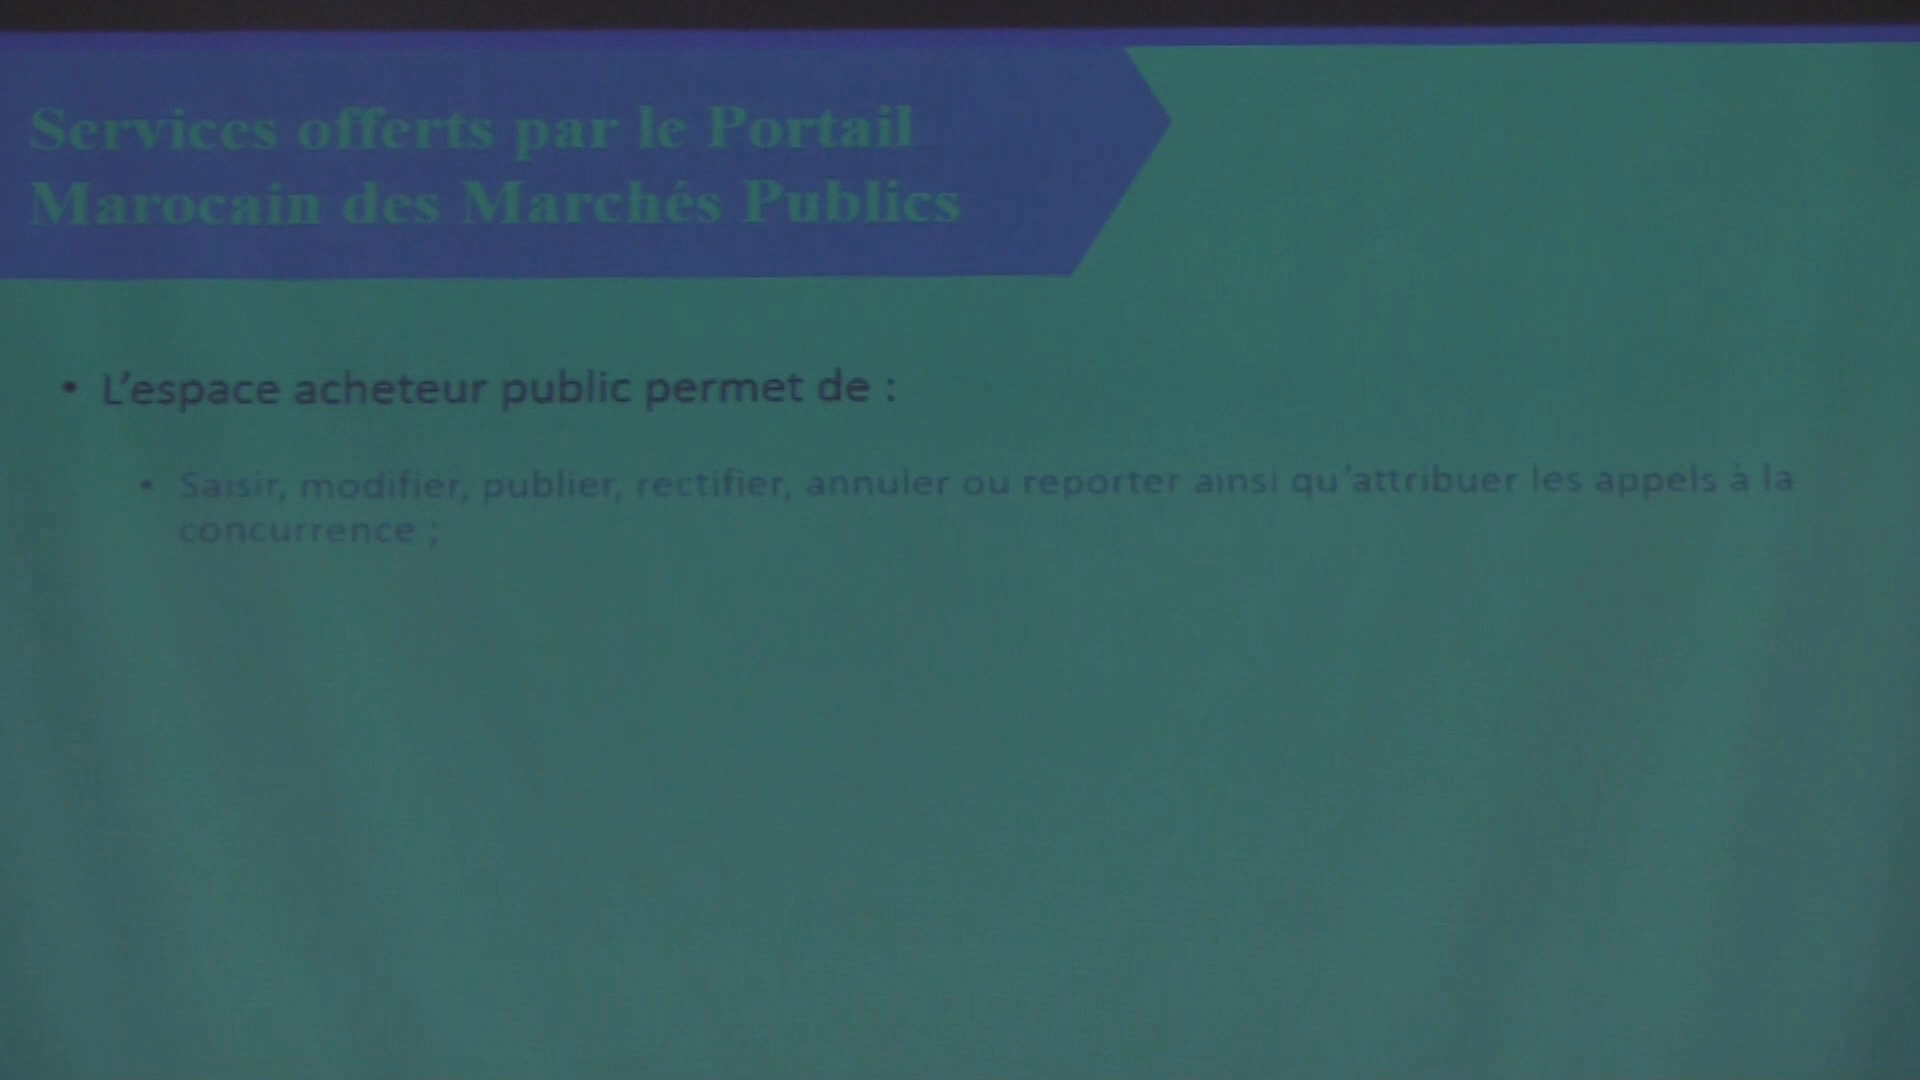 Services offerts par le Portail
Marocain des Marchés Publics
• L'espace acheteur public permet de :
• Saisir, modifier, publier, rectifier, annuler ou reporter ainsi qu'attribuer les appels à la
concurrence ;